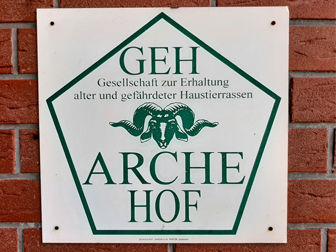 GEH
Gesellschaft zur Erhaltung
alter und gefährdeter Haustierrassen
ARCHE
HOF